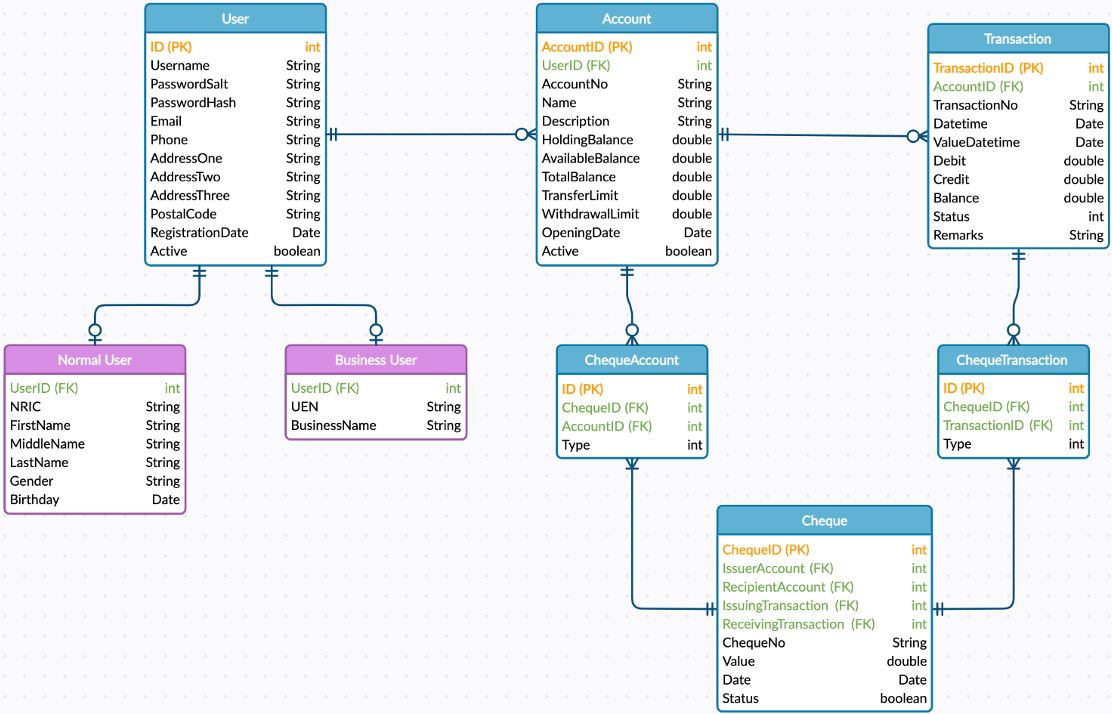 User
ID (PK) int
Username String
PasswordSalt String
PasswordHash String
Email String
Phone String
AddressOne String
AddressTwo String
AddressThree String
PostalCode String
RegistrationDate Date
Active boolean
Account
AccountID (PK) int
UserID (FK) int
AccountNo String
Name String
Description String
HoldingBalance double
AvailableBalance double
TotalBalance double
TransferLimit double
WithdrawalLimit double
OpeningDate Date
Active boolean
Transaction
TransactionID (PK) int
AccountID (FK) int
TransactionNo String
Datetime Date
ValueDatetime Date
Debit double
Credit double
Balance double
Status int
Remarks String
Normal User
UserID (FK) int
NRIC String
FirstName String
MiddleName String
LastName String
Gender String
Birthday Date
Business User
UserID (FK) int
UEN String
BusinessName String
ChequeAccount
ID (PK) int
ChequeID (FK) int
AccountID (FK) int
Type int
ChequeTransaction
ID (PK) int
ChequeID (FK) int
TransactionID (FK) int
Type int
Cheque
ChequeID (PK) int
IssuerAccount (FK) int
RecipientAccount (FK) int
IssuingTransaction (FK) int
ReceivingTransaction (FK) int
ChequeNo String
Value double
Date Date
Status boolean